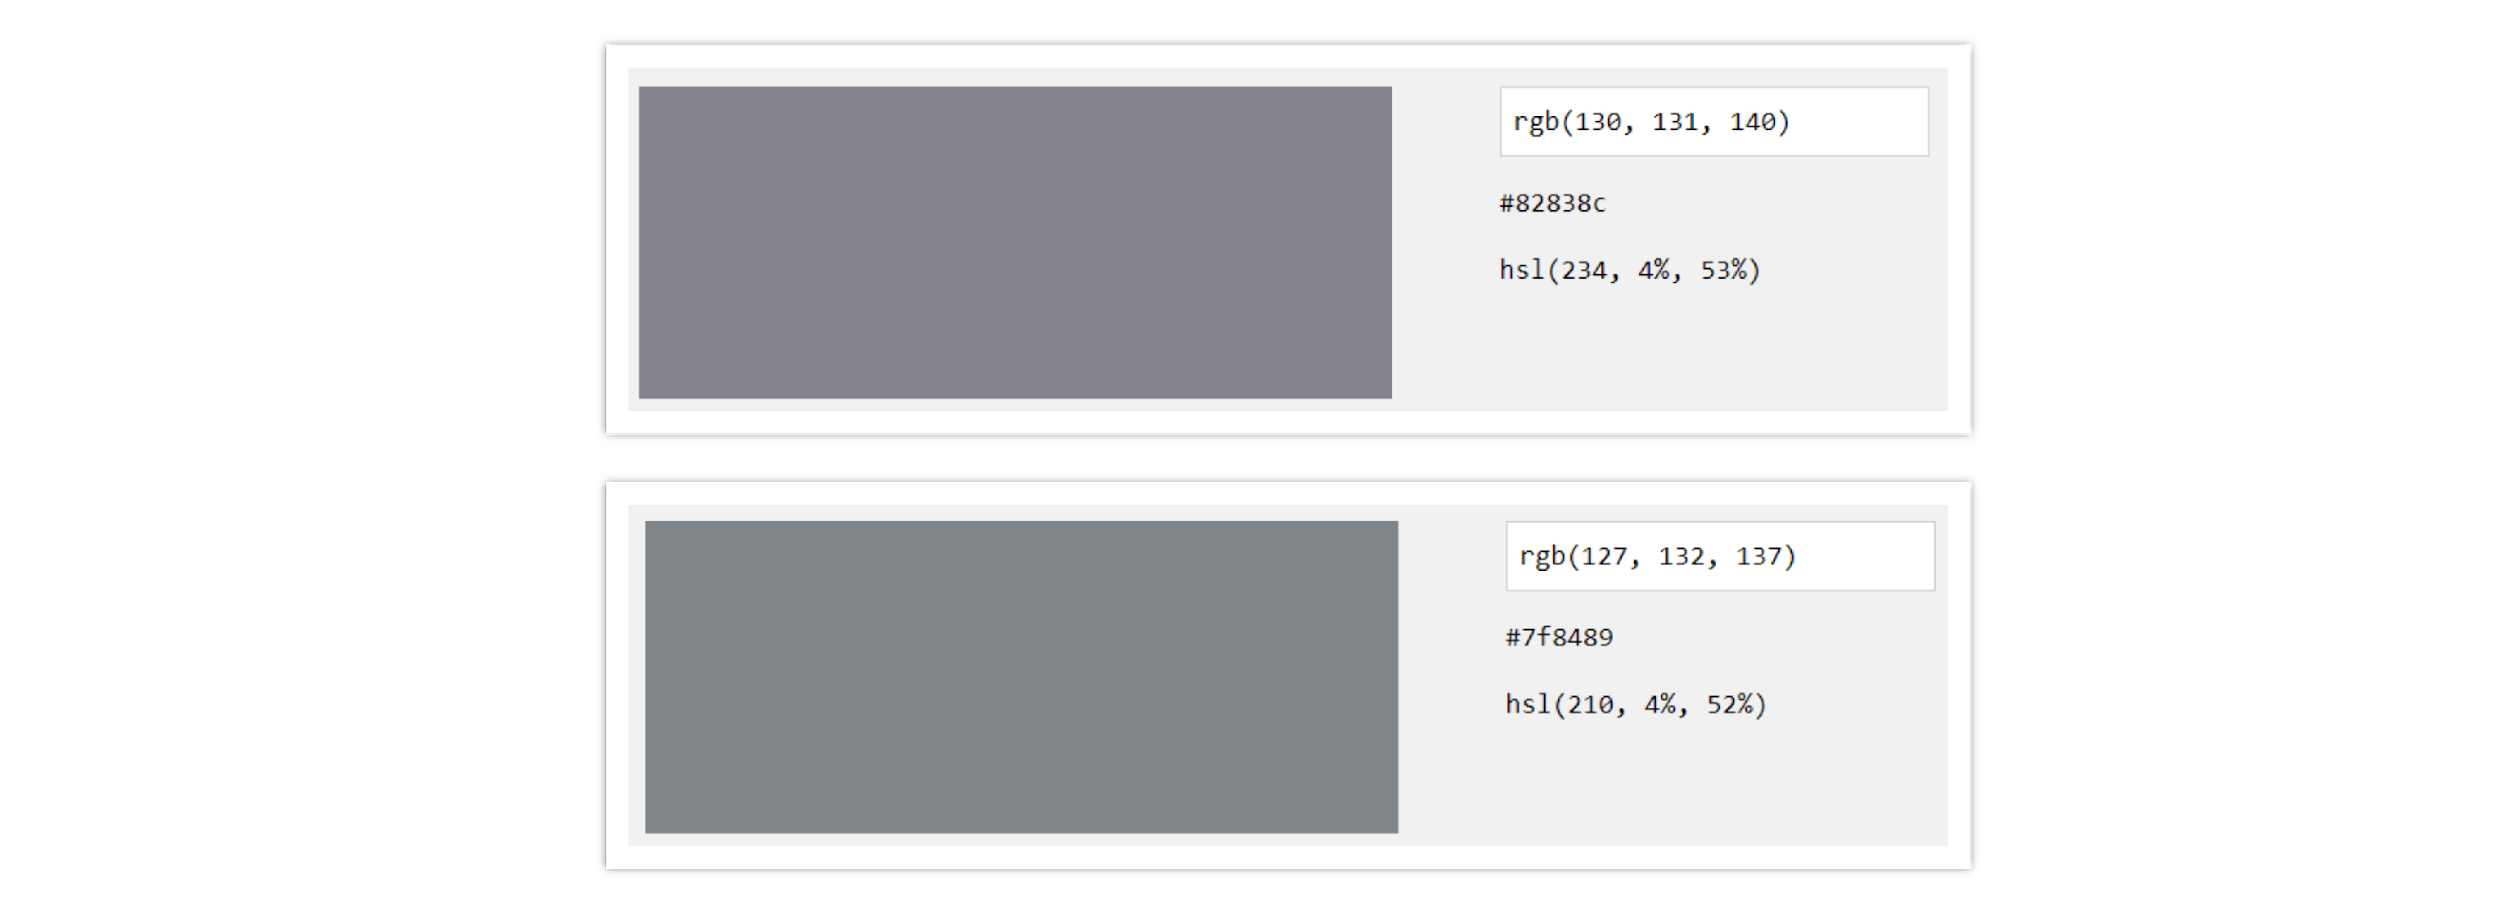 rgb(130, 131, 140)
#82838c
hsl(234, 4%, 53%)
rgb(127, 132, 137)
#7f8489
hsl(210, 4%, 52%)